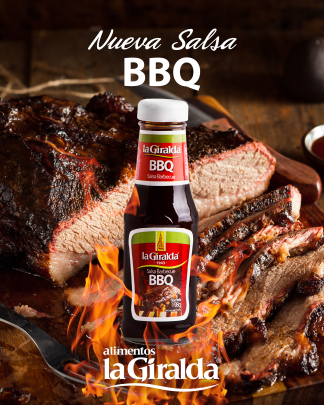 Nueva Salsa
BBQ
la Giralda
BBQ
Salsa Barbecue
la Giralda
Salsa Barbecue
BBQ
alimentos
la Giralda